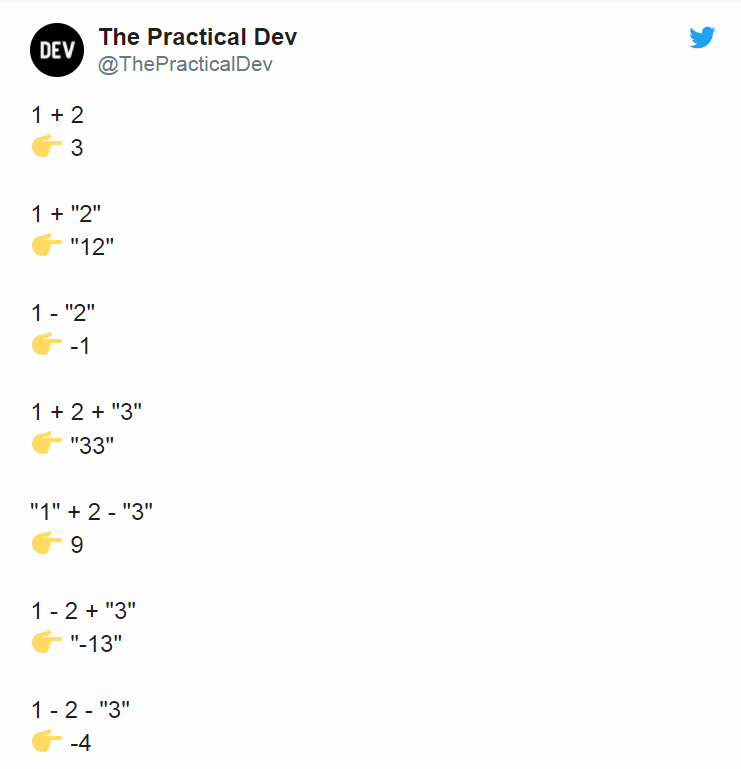 DEV
The Practical Dev
@ThePracticalDev
1 + 2
👉 3
1 + "2"
👉 "12"
1 - "2"
👉 -1
1 + 2 + "3"
👉 "33"
"1" + 2 - "3"
👉 9
1 - 2 + "3"
👉 "-13"
1 - 2 - "3"
👉 -4